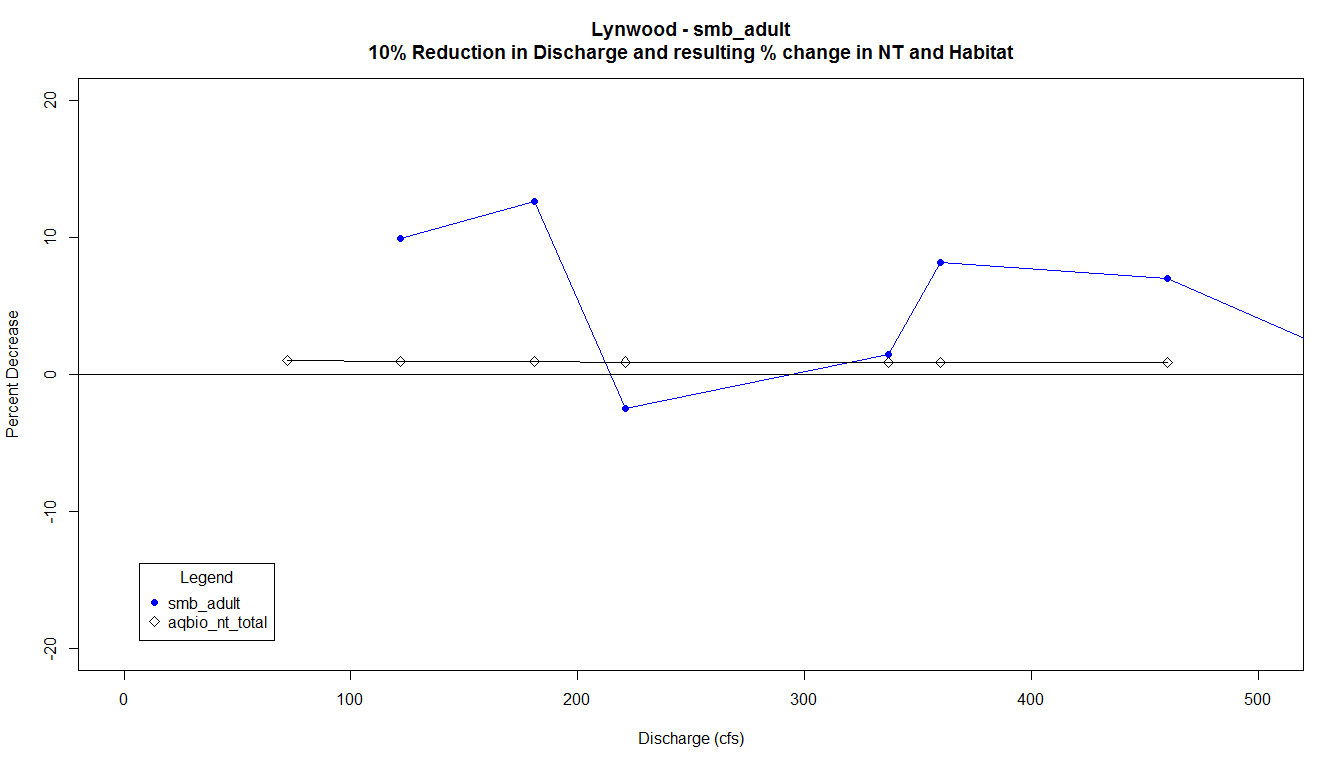 Lynwood - smb_adult
10% Reduction in Discharge and resulting % change in NT and Habitat
20
10
0
-10
-20
Percent Decrease
Legend
smb_adult
aqbio_nt_total
0 100 200 300 400 500
Discharge (cfs)